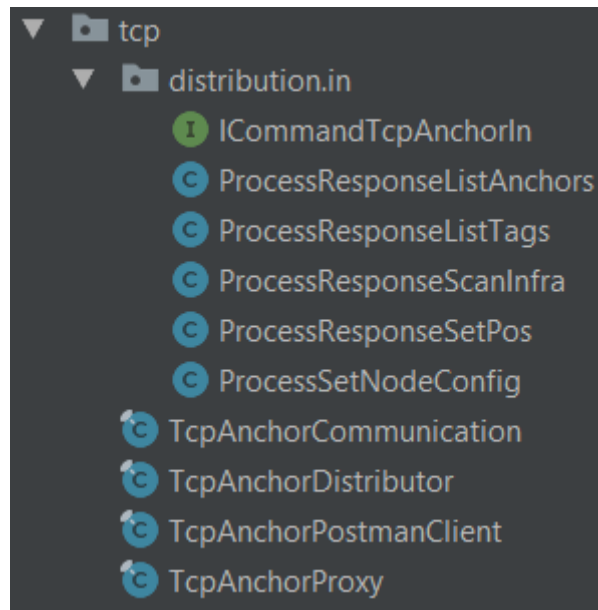 tcp
distribution.in
I ICommandTcpAnchorIn
C ProcessResponseListAnchors
C ProcessResponseListTags
C ProcessResponseScanInfra
C ProcessResponseSetPos
C ProcessSetNodeConfig
C TcpAnchorCommunication
C TcpAnchorDistributor
C TcpAnchorPostmanClient
C TcpAnchorProxy